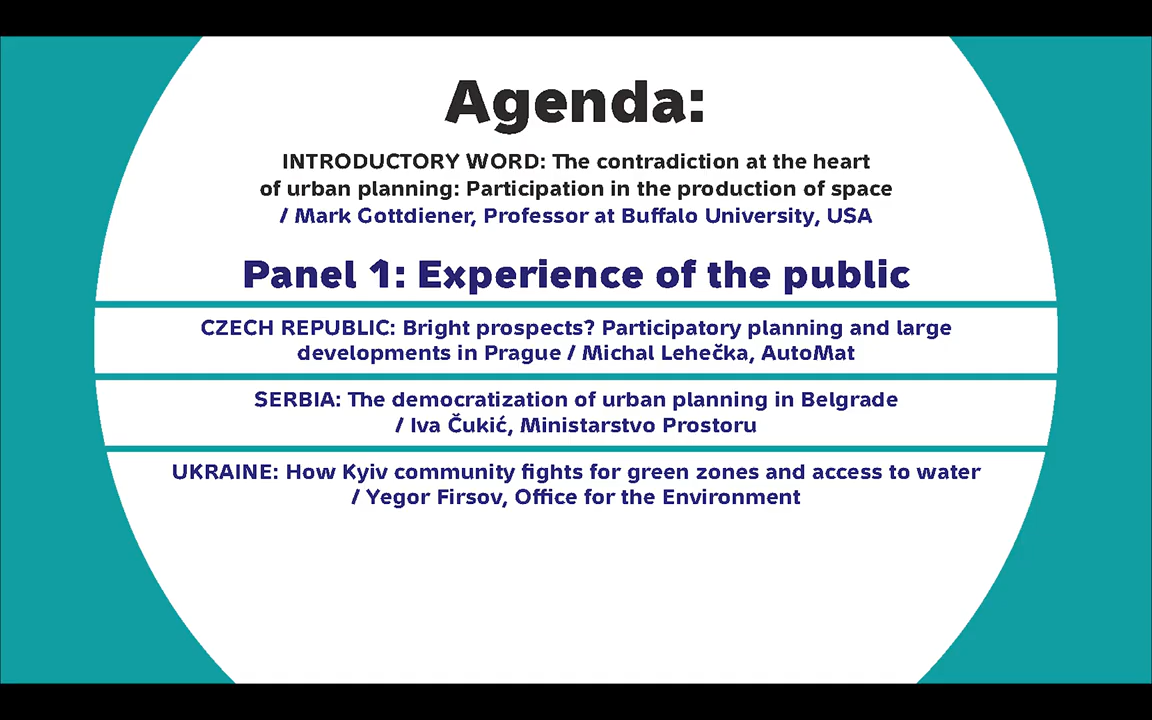 Agenda:
INTRODUCTORY WORD: The contradiction at the heart
of urban planning: Participation in the production of space
/ Mark Gottdiener, Professor at Buffalo University, USA
Panel 1: Experience of the public
CZECH REPUBLIC: Bright prospects? Participatory planning and large
developments in Prague / Michal Lehečka, AutoMat
SERBIA: The democratization of urban planning in Belgrade
/ Iva Čukić, Ministarstvo Prostoru
UKRAINE: How Kyiv community fights for green zones and access to water
/ Yegor Firsov, Office for the Environment